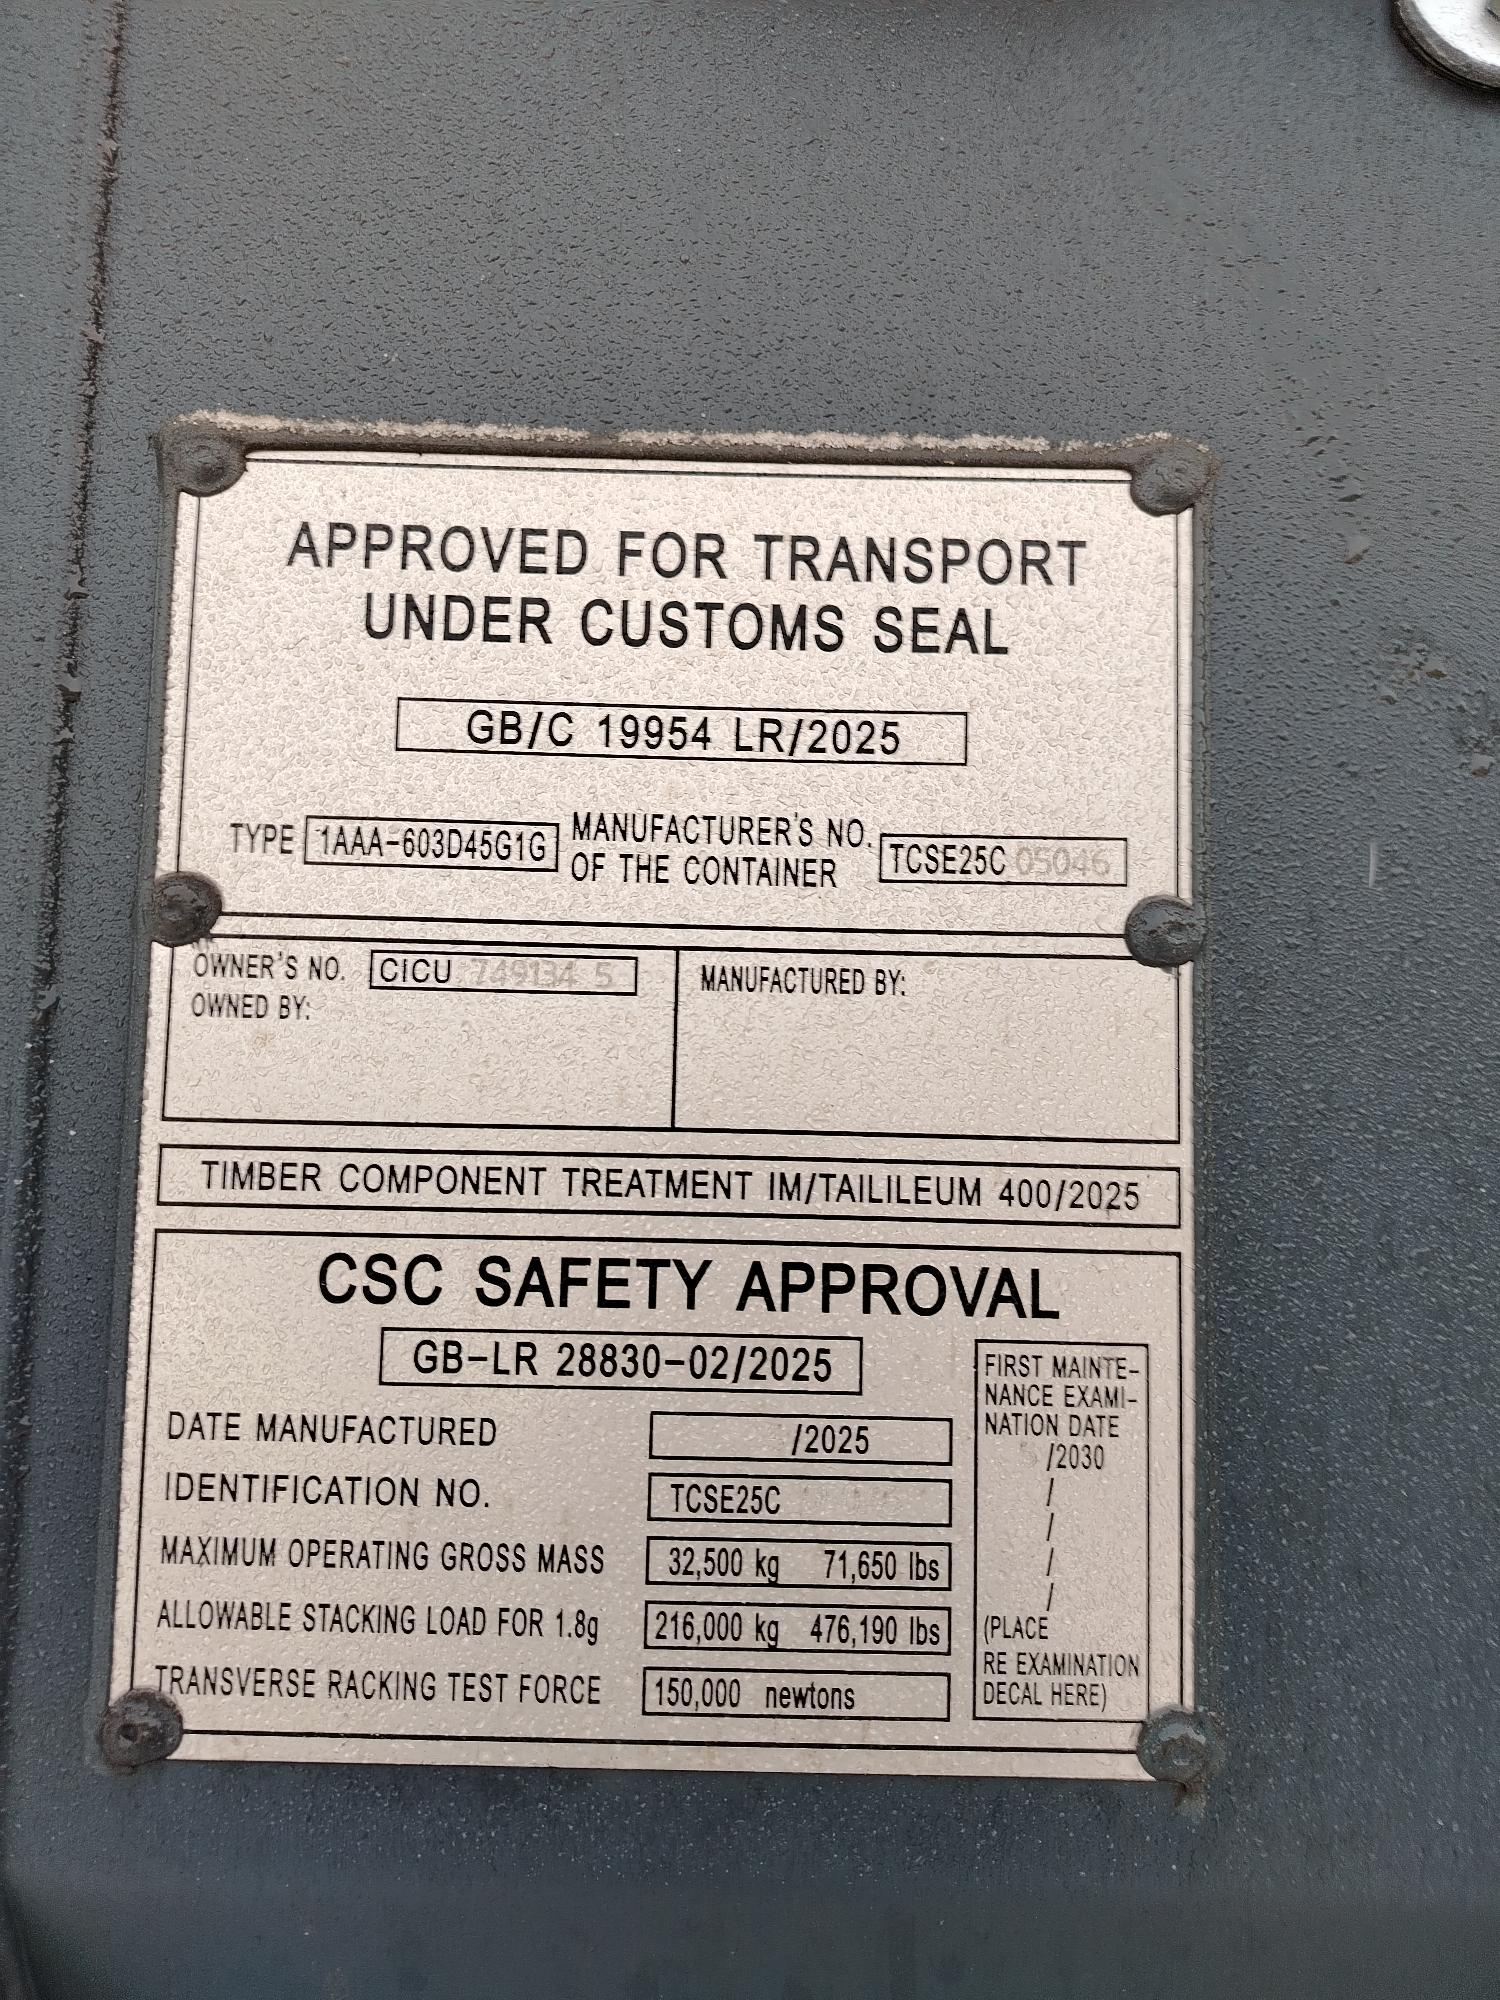 APPROVED FOR TRANSPORT
UNDER CUSTOMS SEAL
GB/C 19954 LR/2025
TYPE 1AAA-603D45G1G MANUFACTURER'S NO. OF THE CONTAINER TCSE25C 05046
OWNER'S NO. CICU 749134 5
OWNED BY:
MANUFACTURED BY:
TIMBER COMPONENT TREATMENT IM/TAILILEUM 400/2025
CSC SAFETY APPROVAL
GB-LR 28830-02/2025
DATE MANUFACTURED /2025
IDENTIFICATION NO. TCSE25C
MAXIMUM OPERATING GROSS MASS 32,500 kg 71,650 lbs
ALLOWABLE STACKING LOAD FOR 1.8g 216,000 kg 476,190 lbs
TRANSVERSE RACKING TEST FORCE 150,000 newtons
FIRST MAINTE-
NANCE EXAMI-
NATION DATE
/2030
/
/
/
/
(PLACE
RE EXAMINATION
DECAL HERE)